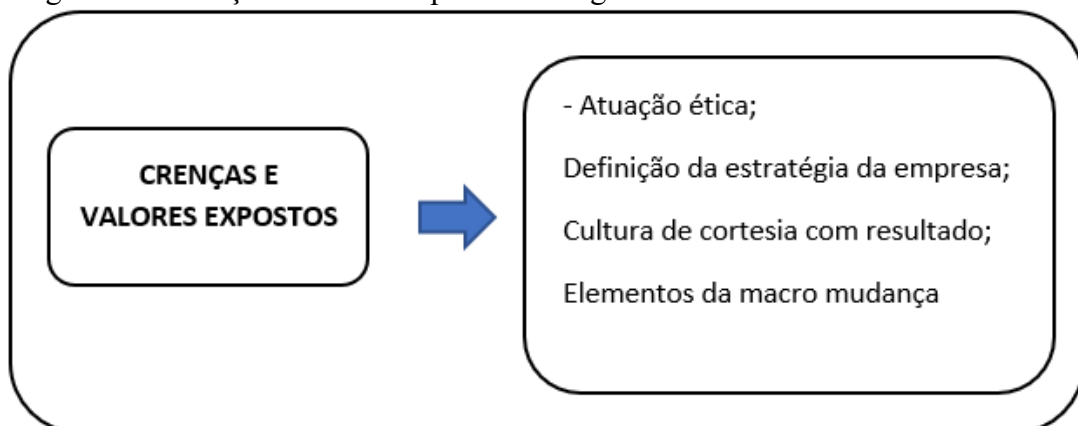 CRENÇAS E
VALORES EXPOSTOS
- Atuação ética;
Definição da estratégia da empresa;
Cultura de cortesia com resultado;
Elementos da macro mudança